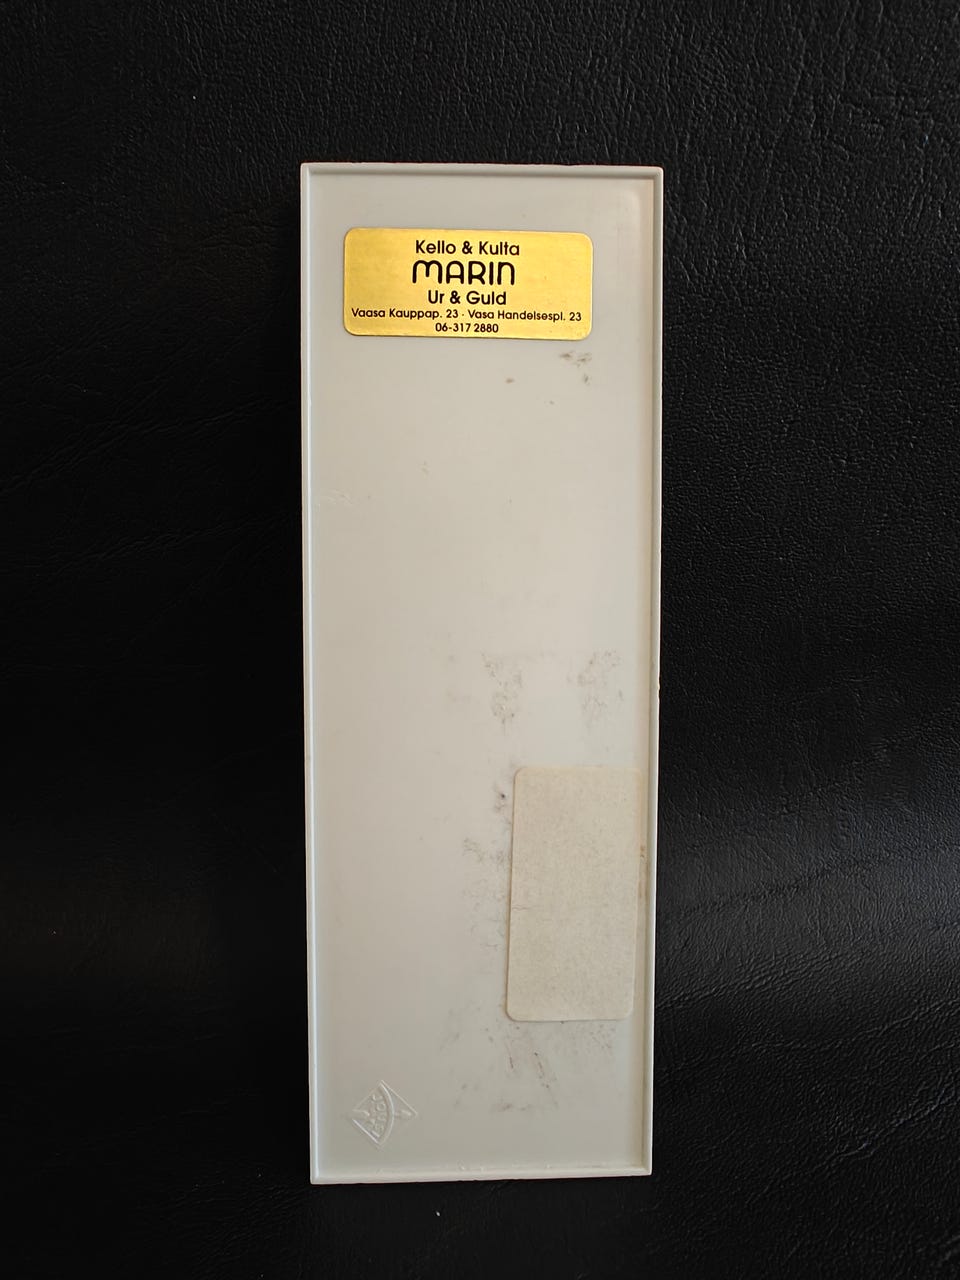 Kello & Kulta
MARIN
Ur & Guld
Vaasa Kauppap. 23 · Vasa Handelsespl. 23
06-317 2880